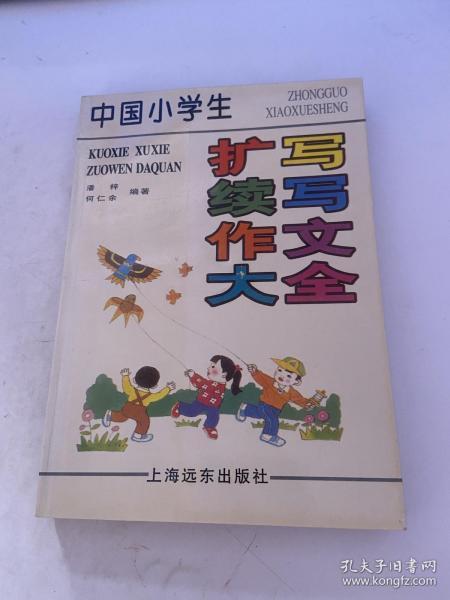 中国小学生
ZHONGGUO
XIAOXUESHENG
KUOXIE XUXIE
ZUOWEN DAQUAN
潘 梓
何仁余 编著
扩写
续写
作文
大全
上海远东出版社
孔夫子旧书网
www.kongfz.com